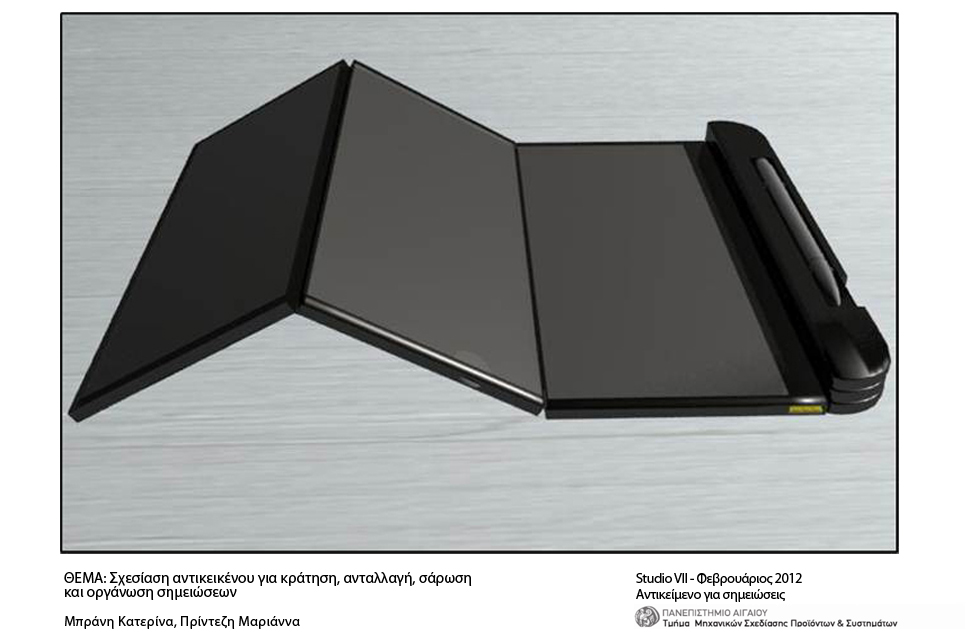 ΘΕΜΑ: Σχεσίαση αντικεικένου για κράτηση, ανταλλαγή, σάρωση
και οργάνωση σημειώσεων
Μπράνη Κατερίνα, Πρίντεζη Μαριάννα
Studio VII - Φεβρουάριος 2012
Αντικείμενο για σημειώσεις
ΠΑΝΕΠΙΣΤΗΜΙΟ ΑΙΓΑΙΟΥ
Τμήμα Μηχανικών Σχεδίασης Προϊόντων & Συστημάτων